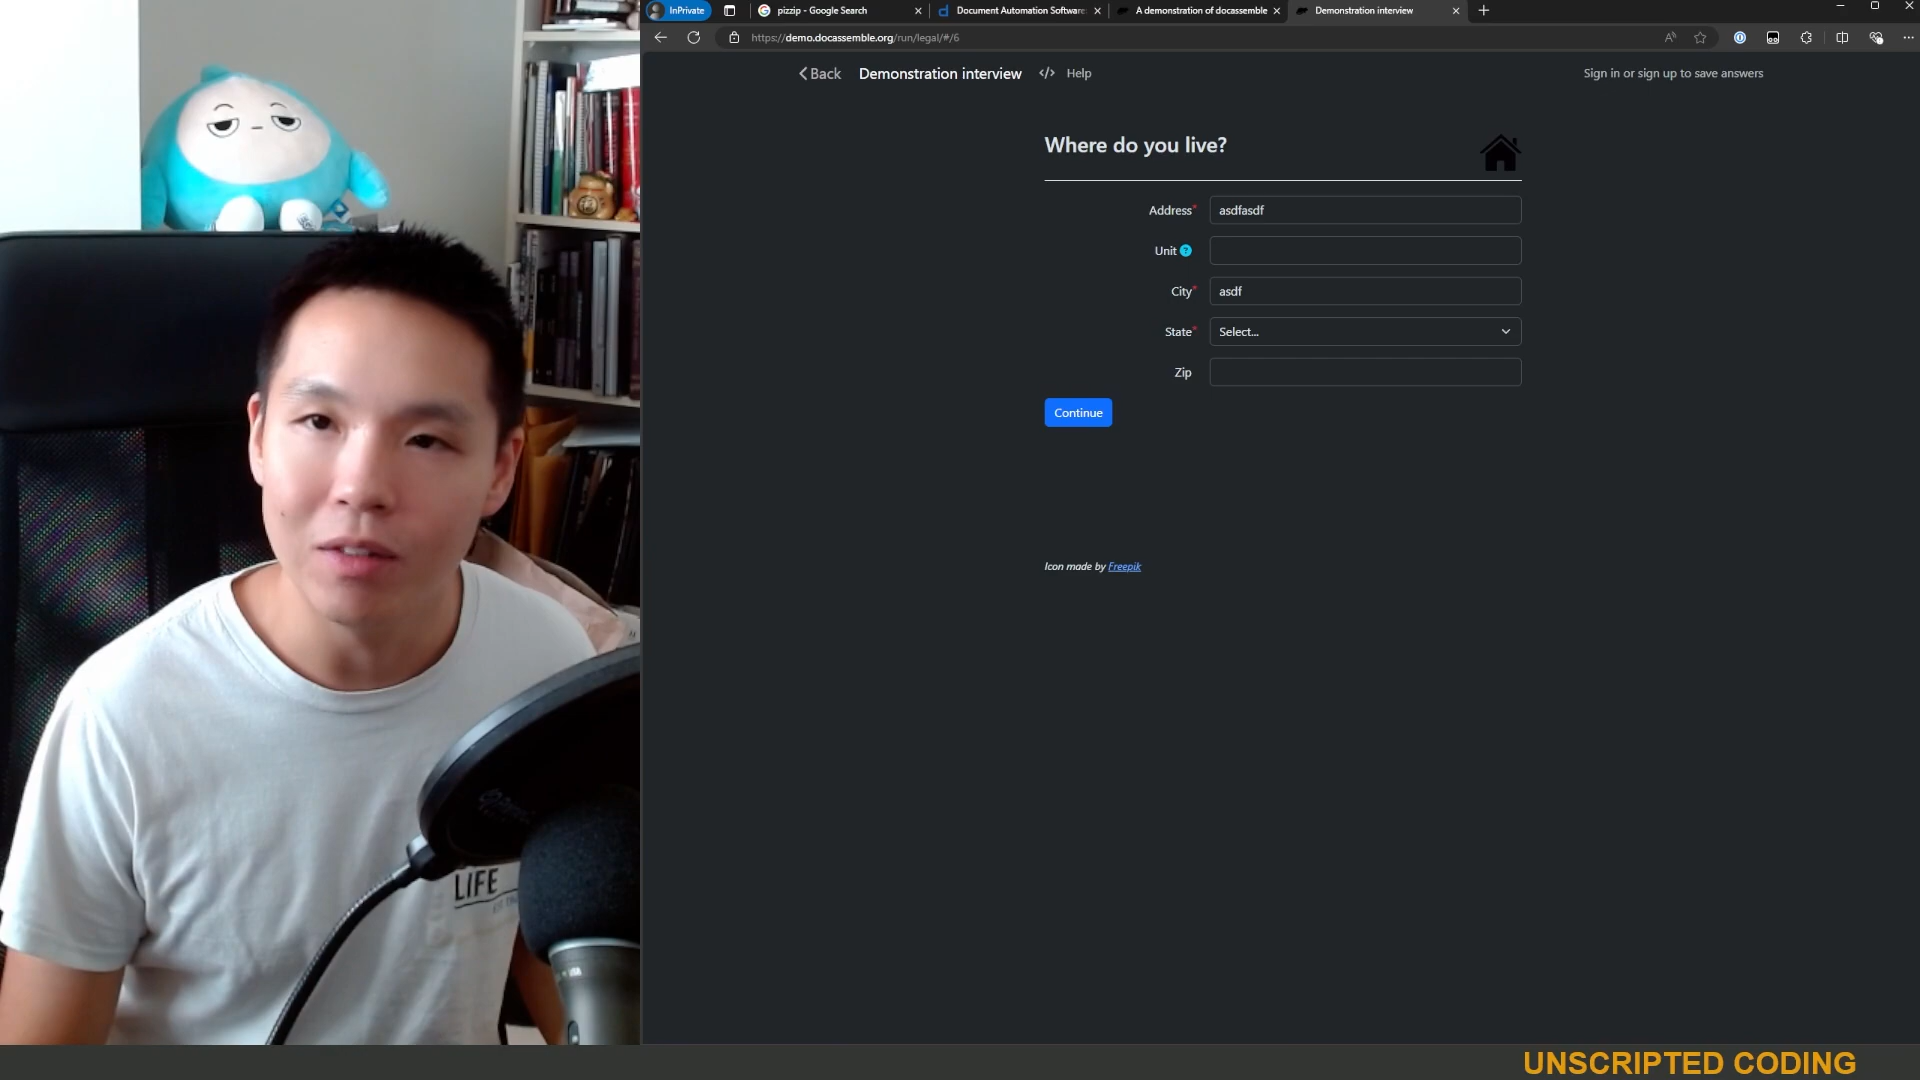 InPrivate
pizzip - Google Search
Document Automation Software
A demonstration of docassemble
Demonstration interview
https://demo.docassemble.org/run/legal/#/6
Back
Demonstration interview
</>
Help
Sign in or sign up to save answers
Where do you live?
Address*
asdfasdf
Unit ?
City*
asdf
State*
Select...
Zip
Continue
Icon made by Freepik
LIFE
UNSCRIPTED CODING